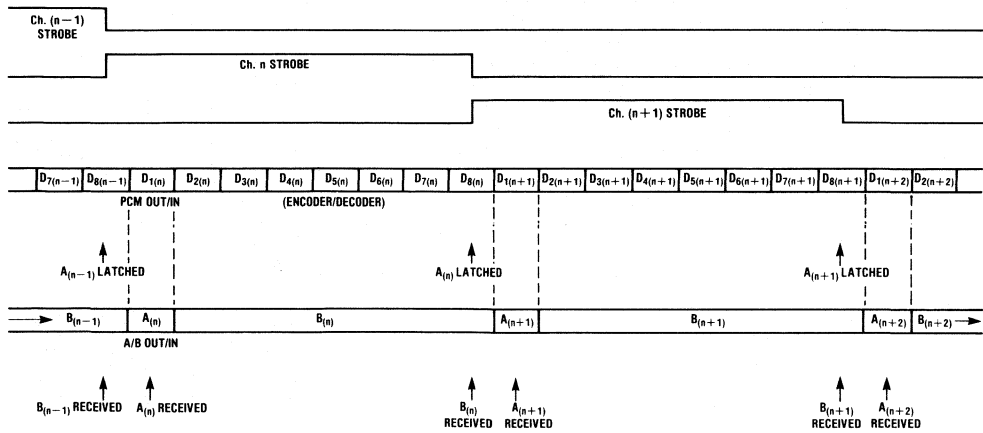 Ch. (n−1)
STROBE
Ch. n STROBE
Ch. (n+1) STROBE
D7(n−1) D8(n−1) D1(n) D2(n) D3(n) D4(n) D5(n) D6(n) D7(n) D8(n) D1(n+1) D2(n+1) D3(n+1) D4(n+1) D5(n+1) D6(n+1) D7(n+1) D8(n+1) D1(n+2) D2(n+2)
PCM OUT/IN (ENCODER/DECODER)
A(n−1) LATCHED A(n) LATCHED A(n+1) LATCHED
B(n−1) A(n) B(n) A(n+1) B(n+1) A(n+2) B(n+2)
A/B OUT/IN
B(n−1) RECEIVED A(n) RECEIVED B(n) A(n+1) B(n+1) A(n+2)
RECEIVED RECEIVED RECEIVED RECEIVED